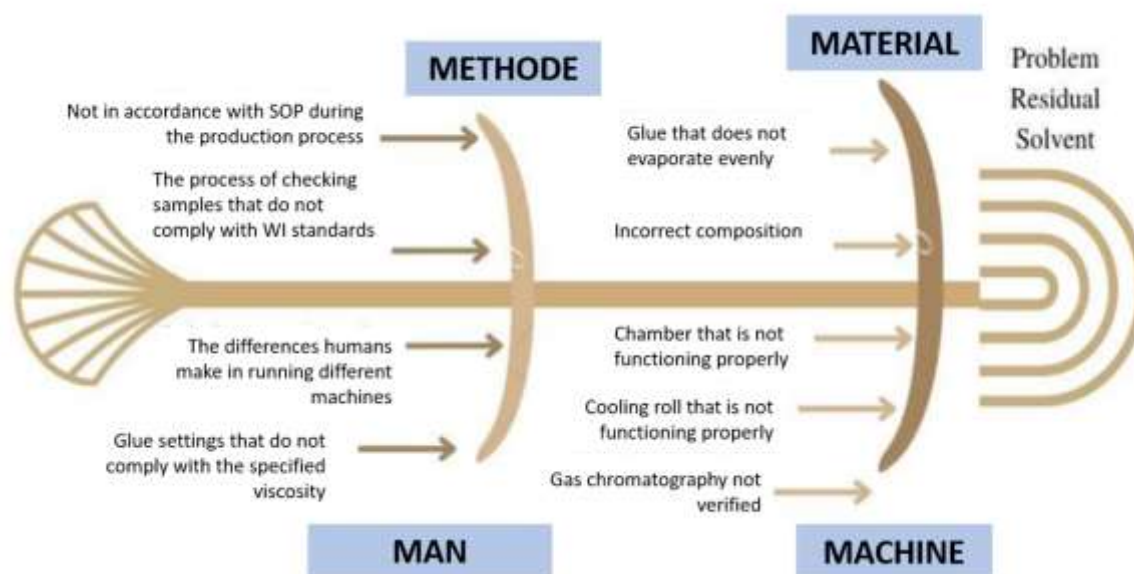 METHODE
Not in accordance with SOP during
the production process
The process of checking
samples that do not
comply with WI standards
The differences humans
make in running different
machines
Glue settings that do not
comply with the specified
viscosity
MAN
MATERIAL
Glue that does not
evaporate evenly
Incorrect composition
Chamber that is not
functioning properly
Cooling roll that is not
functioning properly
Gas chromatography not
verified
MACHINE
Problem
Residual
Solvent